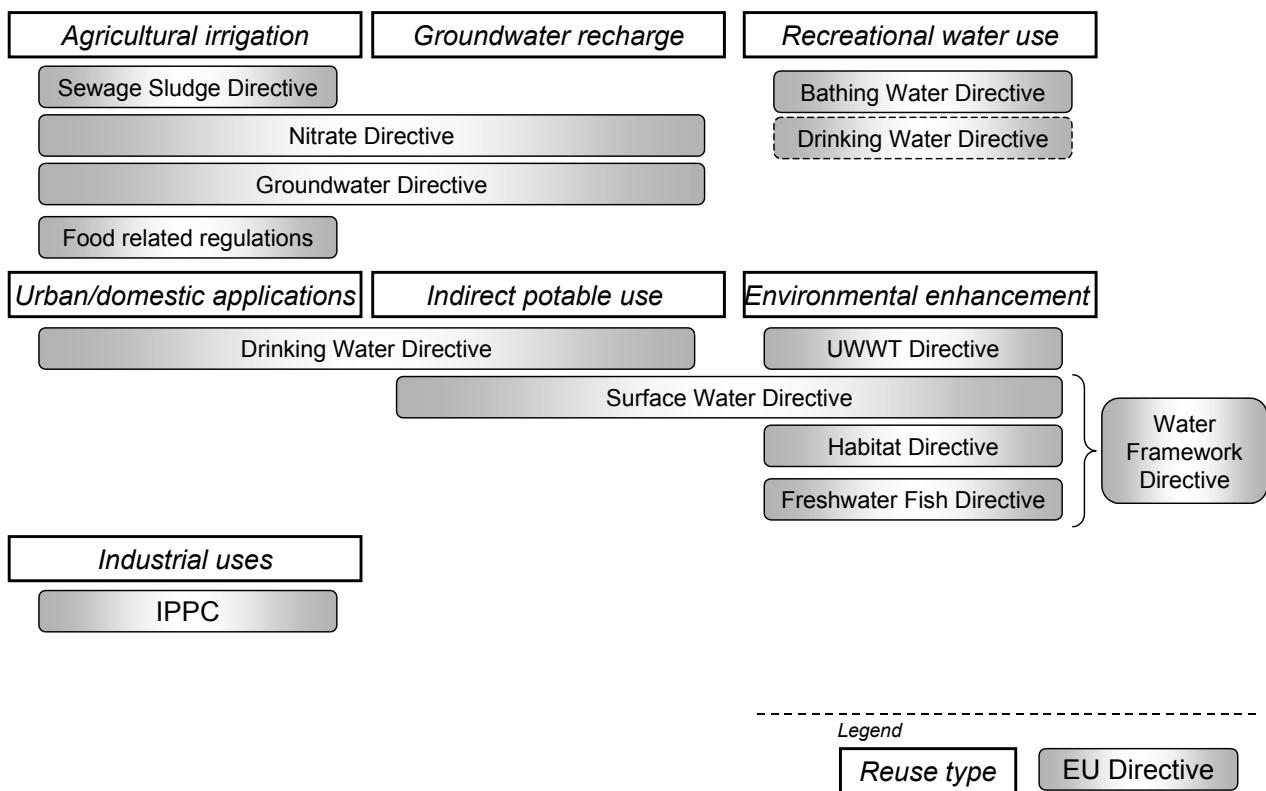 Agricultural irrigation
Groundwater recharge
Recreational water use
Sewage Sludge Directive
Bathing Water Directive
Nitrate Directive
Drinking Water Directive
Groundwater Directive
Food related regulations
Urban/domestic applications
Indirect potable use
Environmental enhancement
Drinking Water Directive
UWWT Directive
Surface Water Directive
Habitat Directive
Freshwater Fish Directive
Water
Framework
Directive
Industrial uses
IPPC
Legend
Reuse type
EU Directive